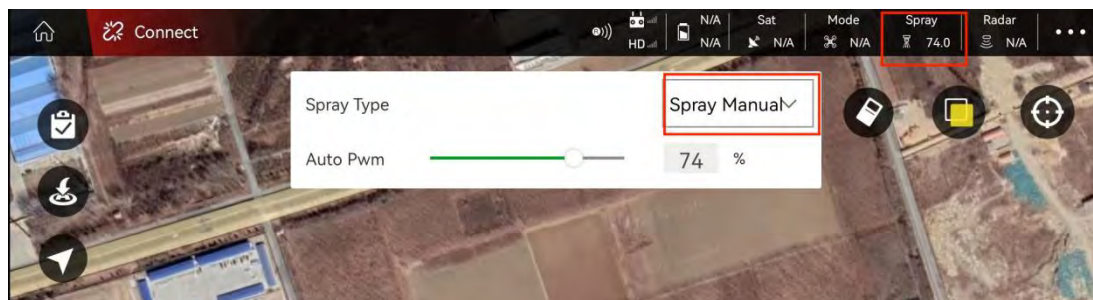 Connect
HD
N/A
N/A
Sat
N/A
Mode
N/A
Spray
74.0
Radar
N/A
Spray Type
Spray Manual
Auto Pwm
74 %